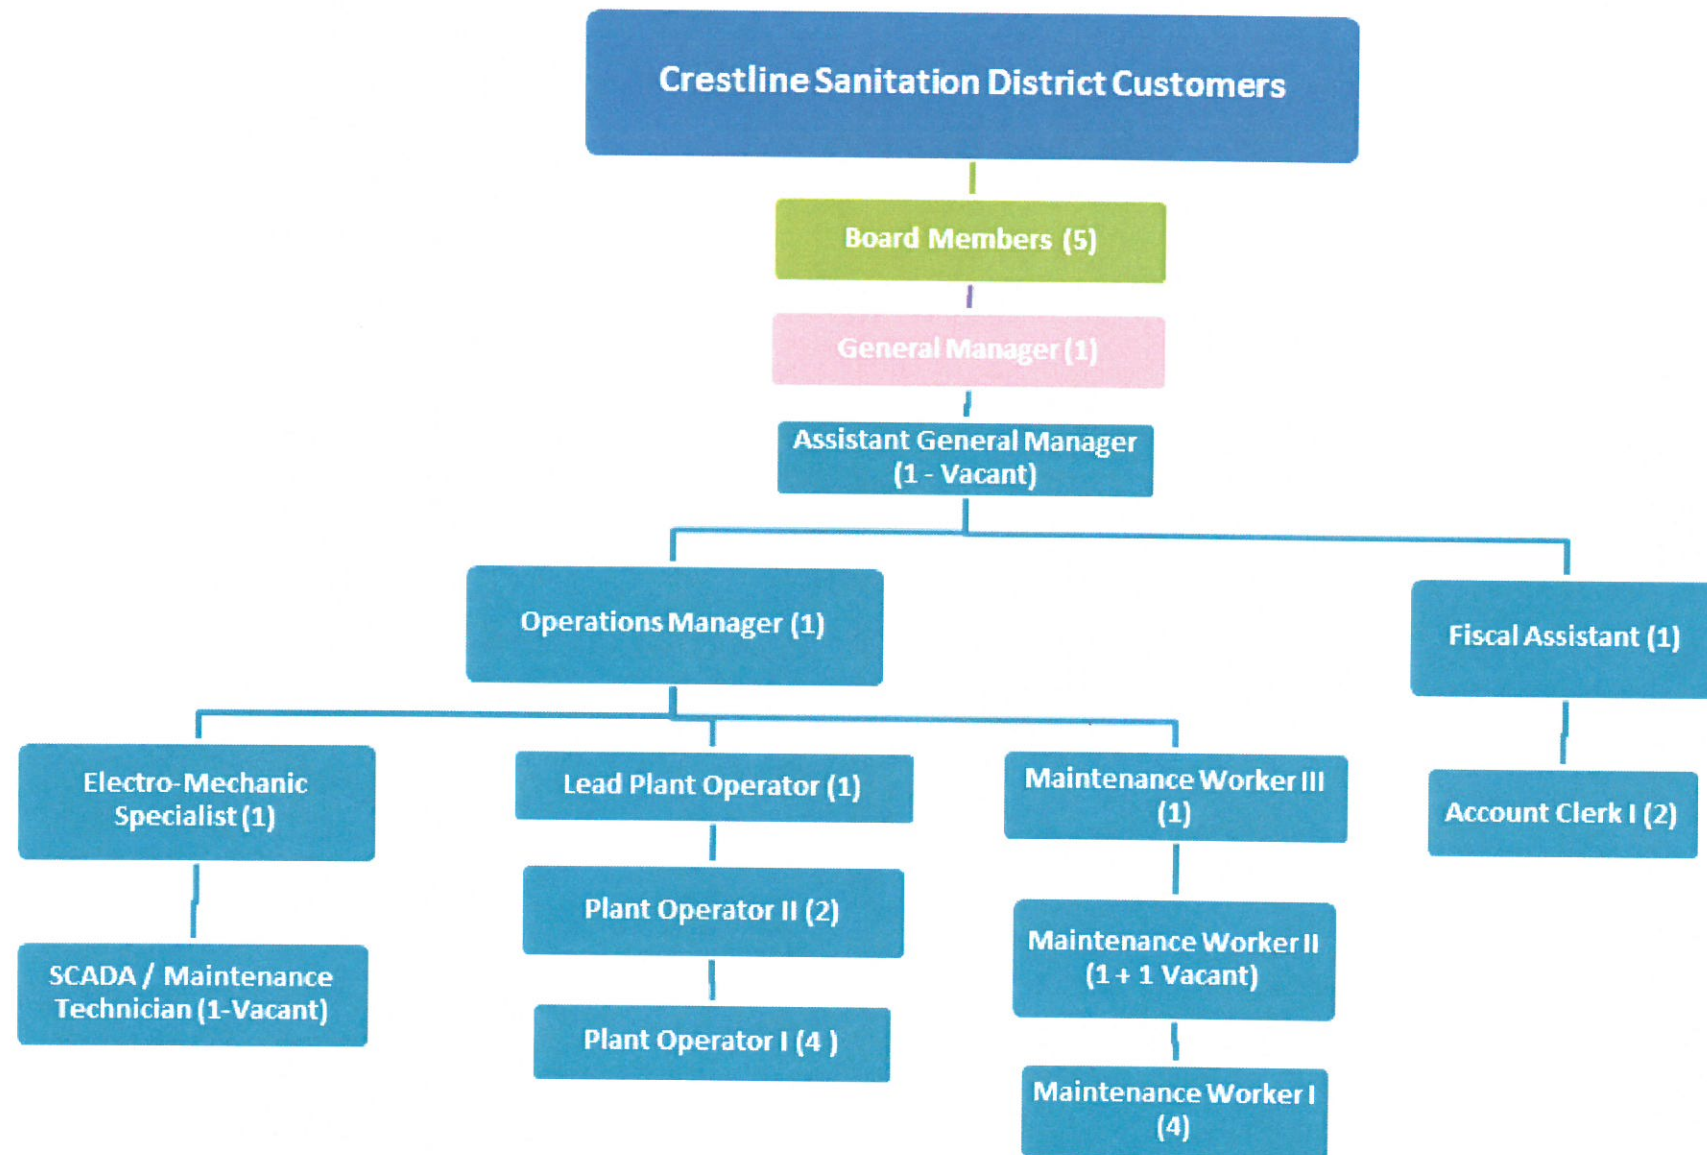 Crestline Sanitation District Customers
Board Members (5)
General Manager (1)
Assistant General Manager
(1 - Vacant)
Operations Manager (1)
Fiscal Assistant (1)
Electro-Mechanic
Specialist (1)
Lead Plant Operator (1)
Maintenance Worker III
(1)
Account Clerk I (2)
Plant Operator II (2)
Maintenance Worker II
(1 + 1 Vacant)
SCADA / Maintenance
Technician (1-Vacant)
Plant Operator I (4 )
Maintenance Worker I
(4)